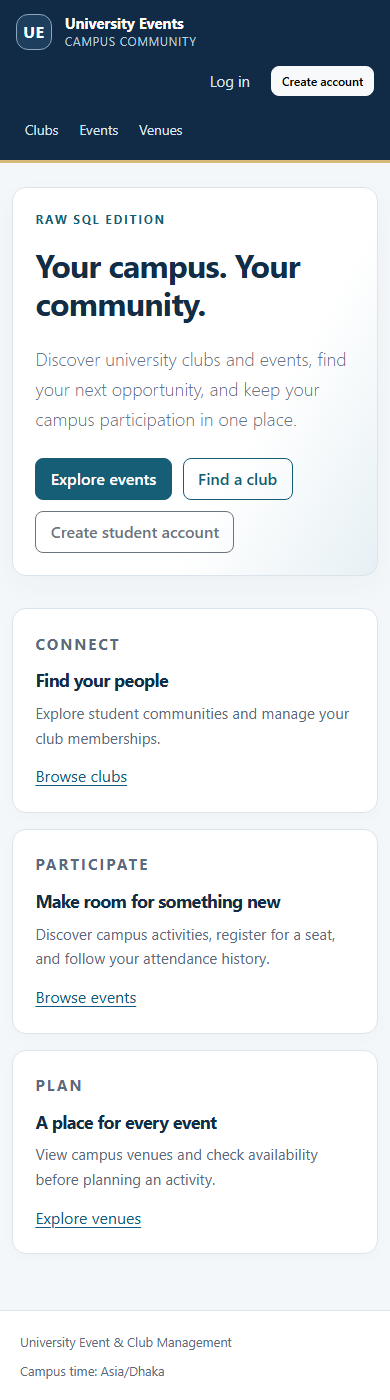 UE
University Events
CAMPUS COMMUNITY
Log in
Create account
Clubs
Events
Venues
RAW SQL EDITION
Your campus. Your
community.
Discover university clubs and events, find
your next opportunity, and keep your
campus participation in one place.
Explore events
Find a club
Create student account
CONNECT
Find your people
Explore student communities and manage your
club memberships.
Browse clubs
PARTICIPATE
Make room for something new
Discover campus activities, register for a seat,
and follow your attendance history.
Browse events
PLAN
A place for every event
View campus venues and check availability
before planning an activity.
Explore venues
University Event & Club Management
Campus time: Asia/Dhaka